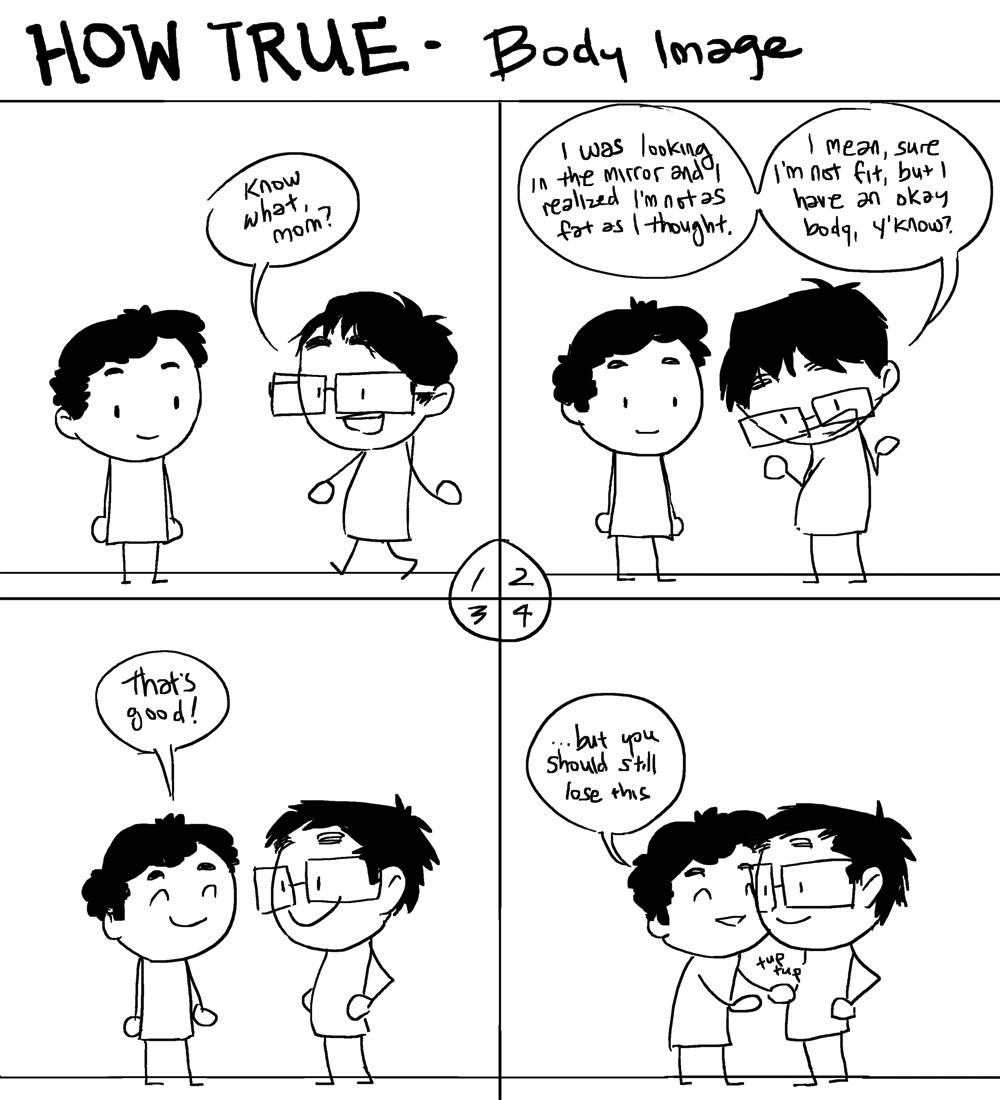 HOW TRUE - Body Image
Know
what,
mom?
I was looking
in the mirror and I
realized I'm not as
fat as I thought.
I mean, sure
I'm not fit, but I
have an okay
body, y'know?
1 2
3 4
That's
good!
...but you
should still
lose this
tup
tup